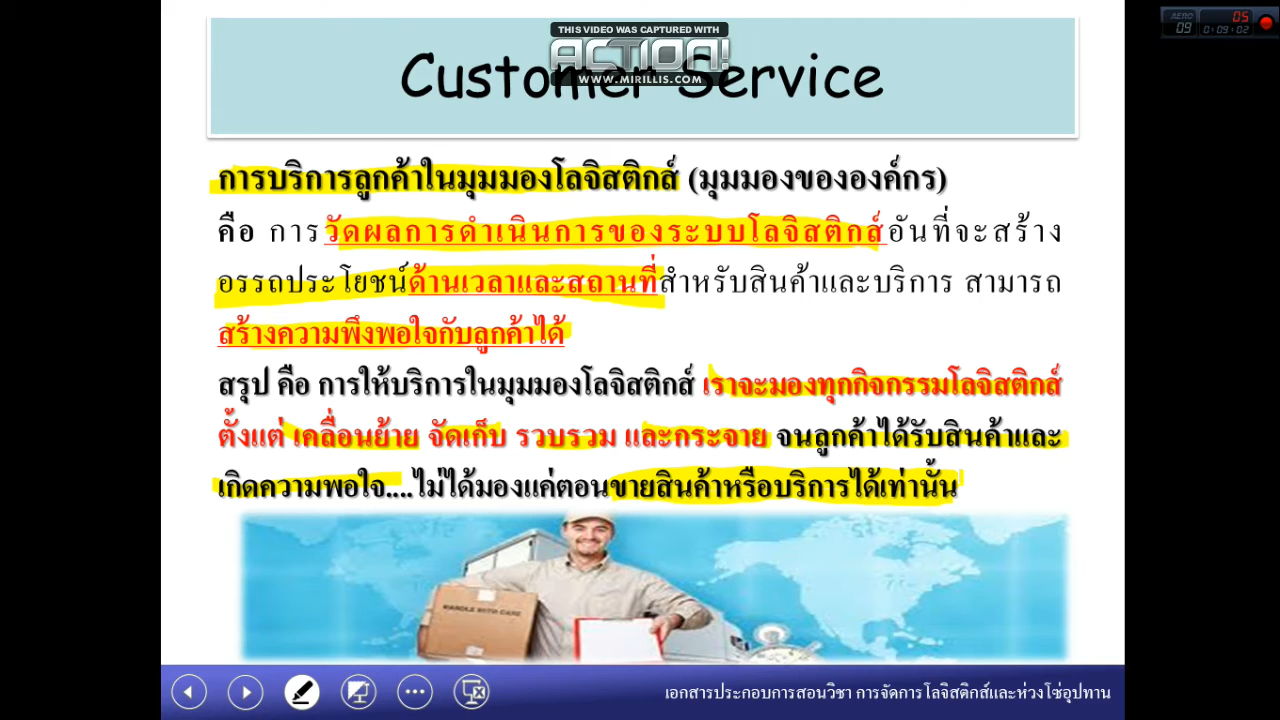 THIS VIDEO WAS CAPTURED WITH
ACTION!
WWW.MIRILLIS.COM
AERO 05
09 0:09:02
Customer Service
การบริการลูกค้าในมุมมองโลจิสติกส์ (มุมมองขององค์กร)
คือ การวัดผลการดำเนินการของระบบโลจิสติกส์อันที่จะสร้าง
อรรถประโยชน์ด้านเวลาและสถานที่สำหรับสินค้าและบริการ สามารถ
สร้างความพึงพอใจกับลูกค้าได้
สรุป คือ การให้บริการในมุมมองโลจิสติกส์ เราจะมองทุกกิจกรรมโลจิสติกส์
ตั้งแต่ เคลื่อนย้าย จัดเก็บ รวบรวม และกระจาย จนลูกค้าได้รับสินค้าและ
เกิดความพอใจ....ไม่ได้มองแค่ตอนขายสินค้าหรือบริการได้เท่านั้น
HANDLE WITH CARE
เอกสารประกอบการสอนวิชา การจัดการโลจิสติกส์และห่วงโซ่อุปทาน